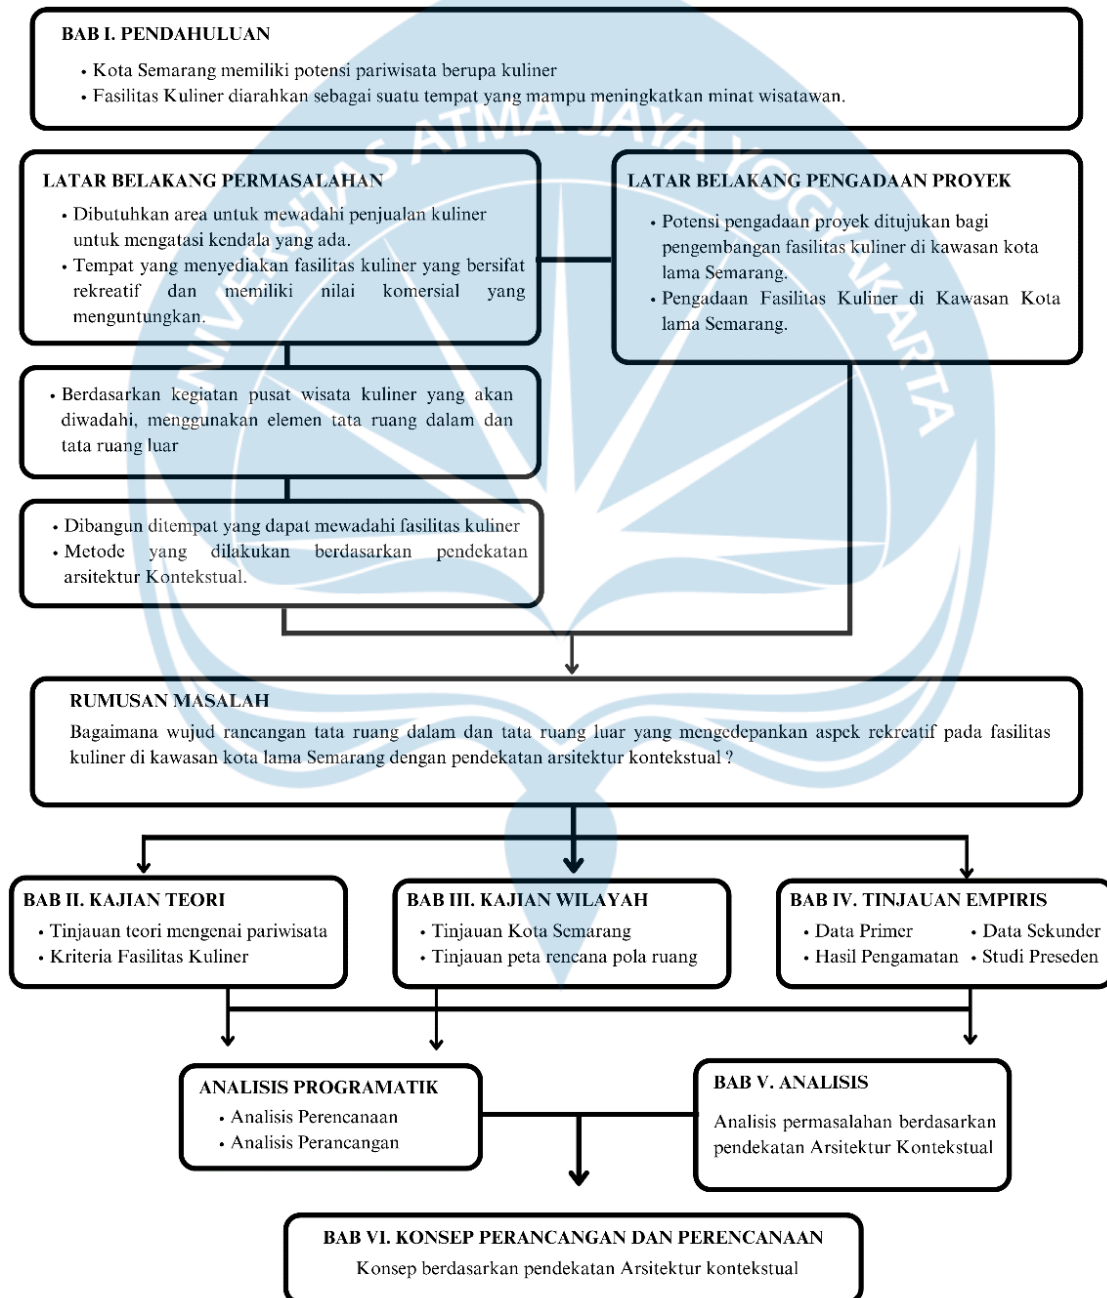 BAB I. PENDAHULUAN
• Kota Semarang memiliki potensi pariwisata berupa kuliner
• Fasilitas Kuliner diarahkan sebagai suatu tempat yang mampu meningkatkan minat wisatawan.
LATAR BELAKANG PERMASALAHAN
• Dibutuhkan area untuk mewadahi penjualan kuliner
untuk mengatasi kendala yang ada.
• Tempat yang menyediakan fasilitas kuliner yang bersifat
rekreatif dan memiliki nilai komersial yang
menguntungkan.
LATAR BELAKANG PENGADAAN PROYEK
• Potensi pengadaan proyek ditujukan bagi
pengembangan fasilitas kuliner di kawasan kota
lama Semarang.
• Pengadaan Fasilitas Kuliner di Kawasan Kota
lama Semarang.
• Berdasarkan kegiatan pusat wisata kuliner yang akan
diwadahi, menggunakan elemen tata ruang dalam dan
tata ruang luar
• Dibangun ditempat yang dapat mewadahi fasilitas kuliner
• Metode yang dilakukan berdasarkan pendekatan
arsitektur Kontekstual.
RUMUSAN MASALAH
Bagaimana wujud rancangan tata ruang dalam dan tata ruang luar yang mengedepankan aspek rekreatif pada fasilitas
kuliner di kawasan kota lama Semarang dengan pendekatan arsitektur kontekstual ?
BAB II. KAJIAN TEORI
• Tinjauan teori mengenai pariwisata
• Kriteria Fasilitas Kuliner
BAB III. KAJIAN WILAYAH
• Tinjauan Kota Semarang
• Tinjauan peta rencana pola ruang
BAB IV. TINJAUAN EMPIRIS
• Data Primer • Data Sekunder
• Hasil Pengamatan • Studi Preseden
ANALISIS PROGRAMATIK
• Analisis Perencanaan
• Analisis Perancangan
BAB V. ANALISIS
Analisis permasalahan berdasarkan
pendekatan Arsitektur Kontekstual
BAB VI. KONSEP PERANCANGAN DAN PERENCANAAN
Konsep berdasarkan pendekatan Arsitektur kontekstual
UNIVERSITAS ATMA JAYA YOGYAKARTA